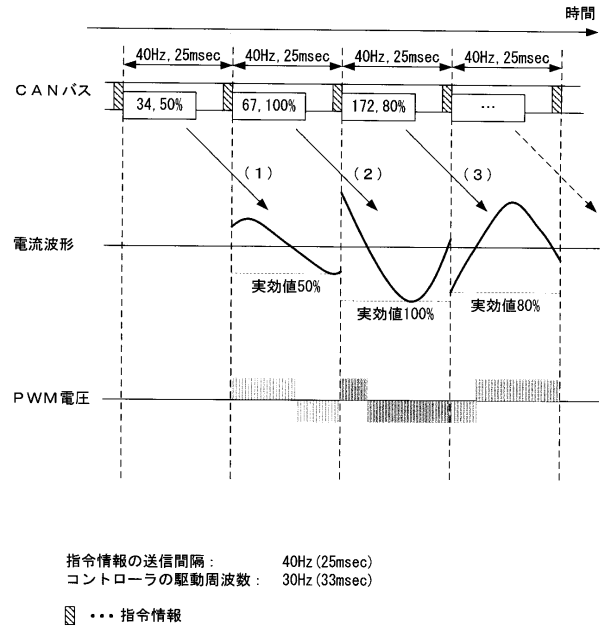 時間
40Hz, 25msec 40Hz, 25msec 40Hz, 25msec 40Hz, 25msec
CANバス
34, 50% 67, 100% 172, 80% ･･･
(1) (2) (3)
電流波形
実効値50% 実効値100% 実効値80%
PWM電圧
指令情報の送信間隔： 40Hz(25msec)
コントローラの駆動周波数： 30Hz(33msec)
･･･ 指令情報